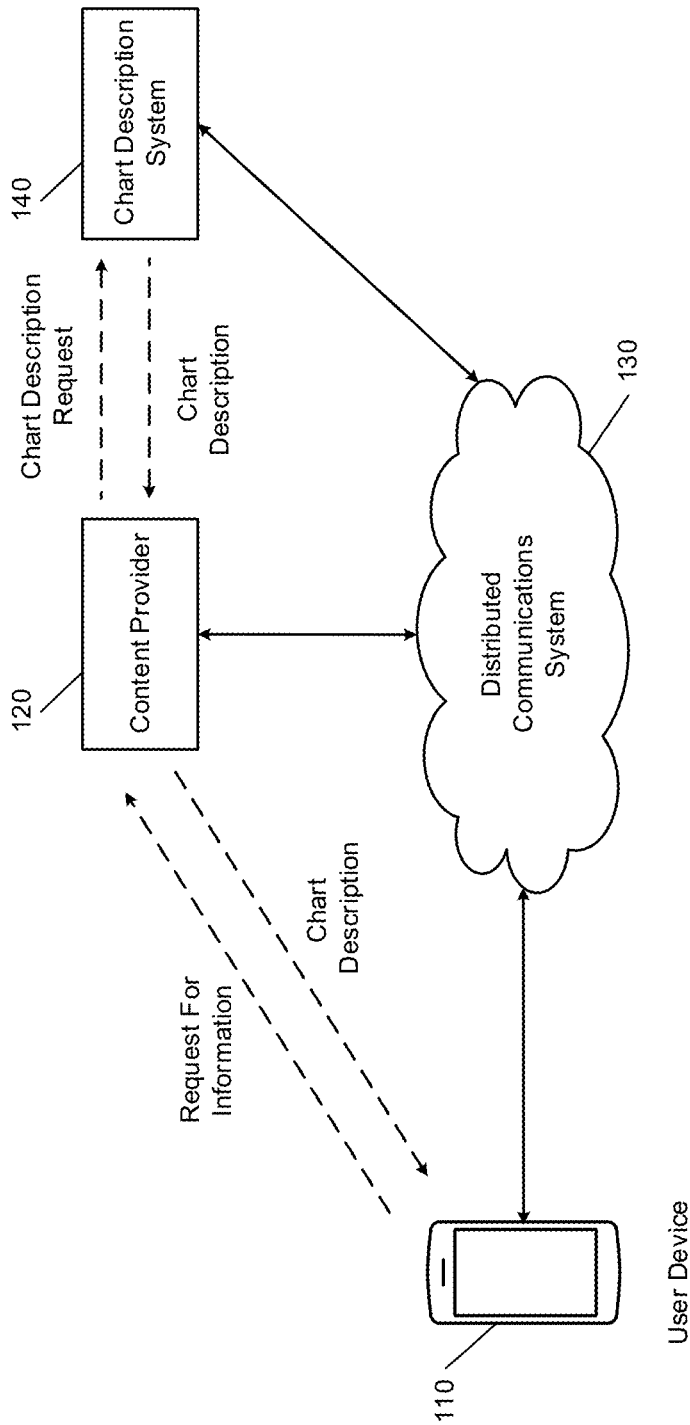 120
140
Chart Description
Request
Content Provider
Chart Description
System
Chart
Description
Request For
Information
Chart
Description
110
Distributed
Communications
System
130
User Device